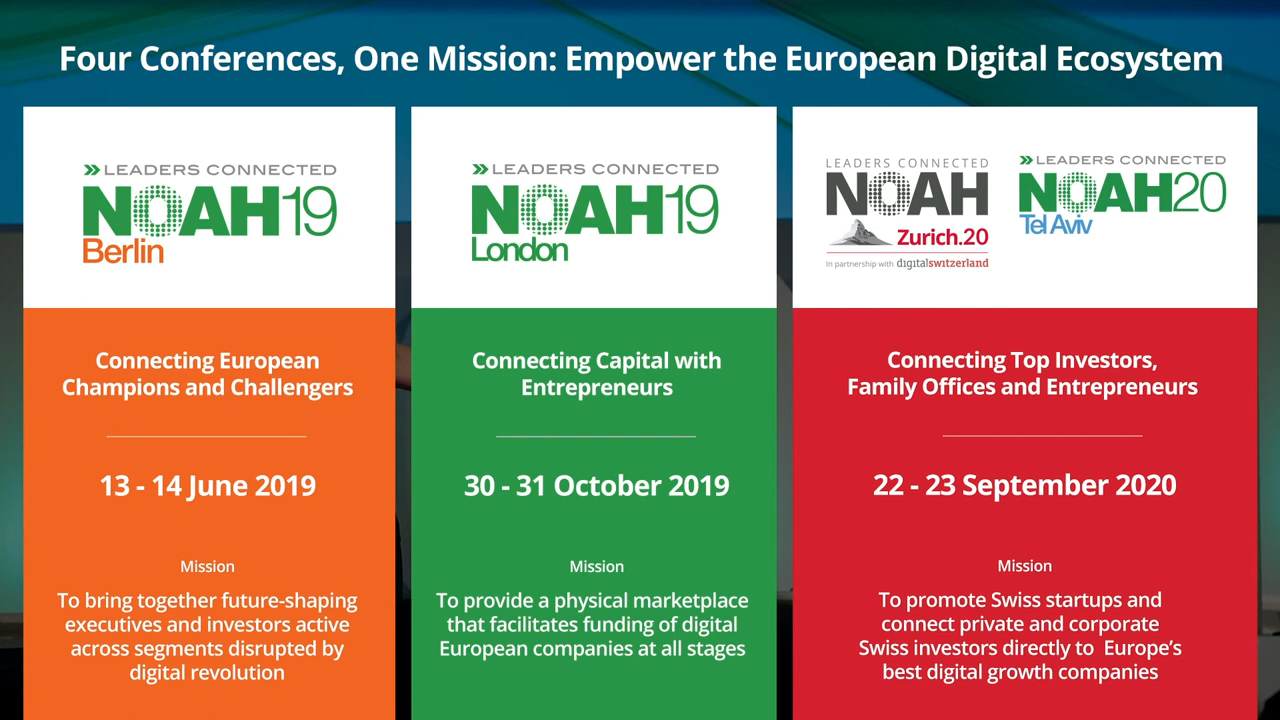 Four Conferences, One Mission: Empower the European Digital Ecosystem
LEADERS CONNECTED
NOAH19
Berlin
Connecting European
Champions and Challengers
13 - 14 June 2019
Mission
To bring together future-shaping
executives and investors active
across segments disrupted by
digital revolution
LEADERS CONNECTED
NOAH19
London
Connecting Capital with
Entrepreneurs
30 - 31 October 2019
Mission
To provide a physical marketplace
that facilitates funding of digital
European companies at all stages
LEADERS CONNECTED
NOAH
Zurich.20
In partnership with digitalswitzerland
LEADERS CONNECTED
NOAH20
Tel Aviv
Connecting Top Investors,
Family Offices and Entrepreneurs
22 - 23 September 2020
Mission
To promote Swiss startups and
connect private and corporate
Swiss investors directly to Europe's
best digital growth companies